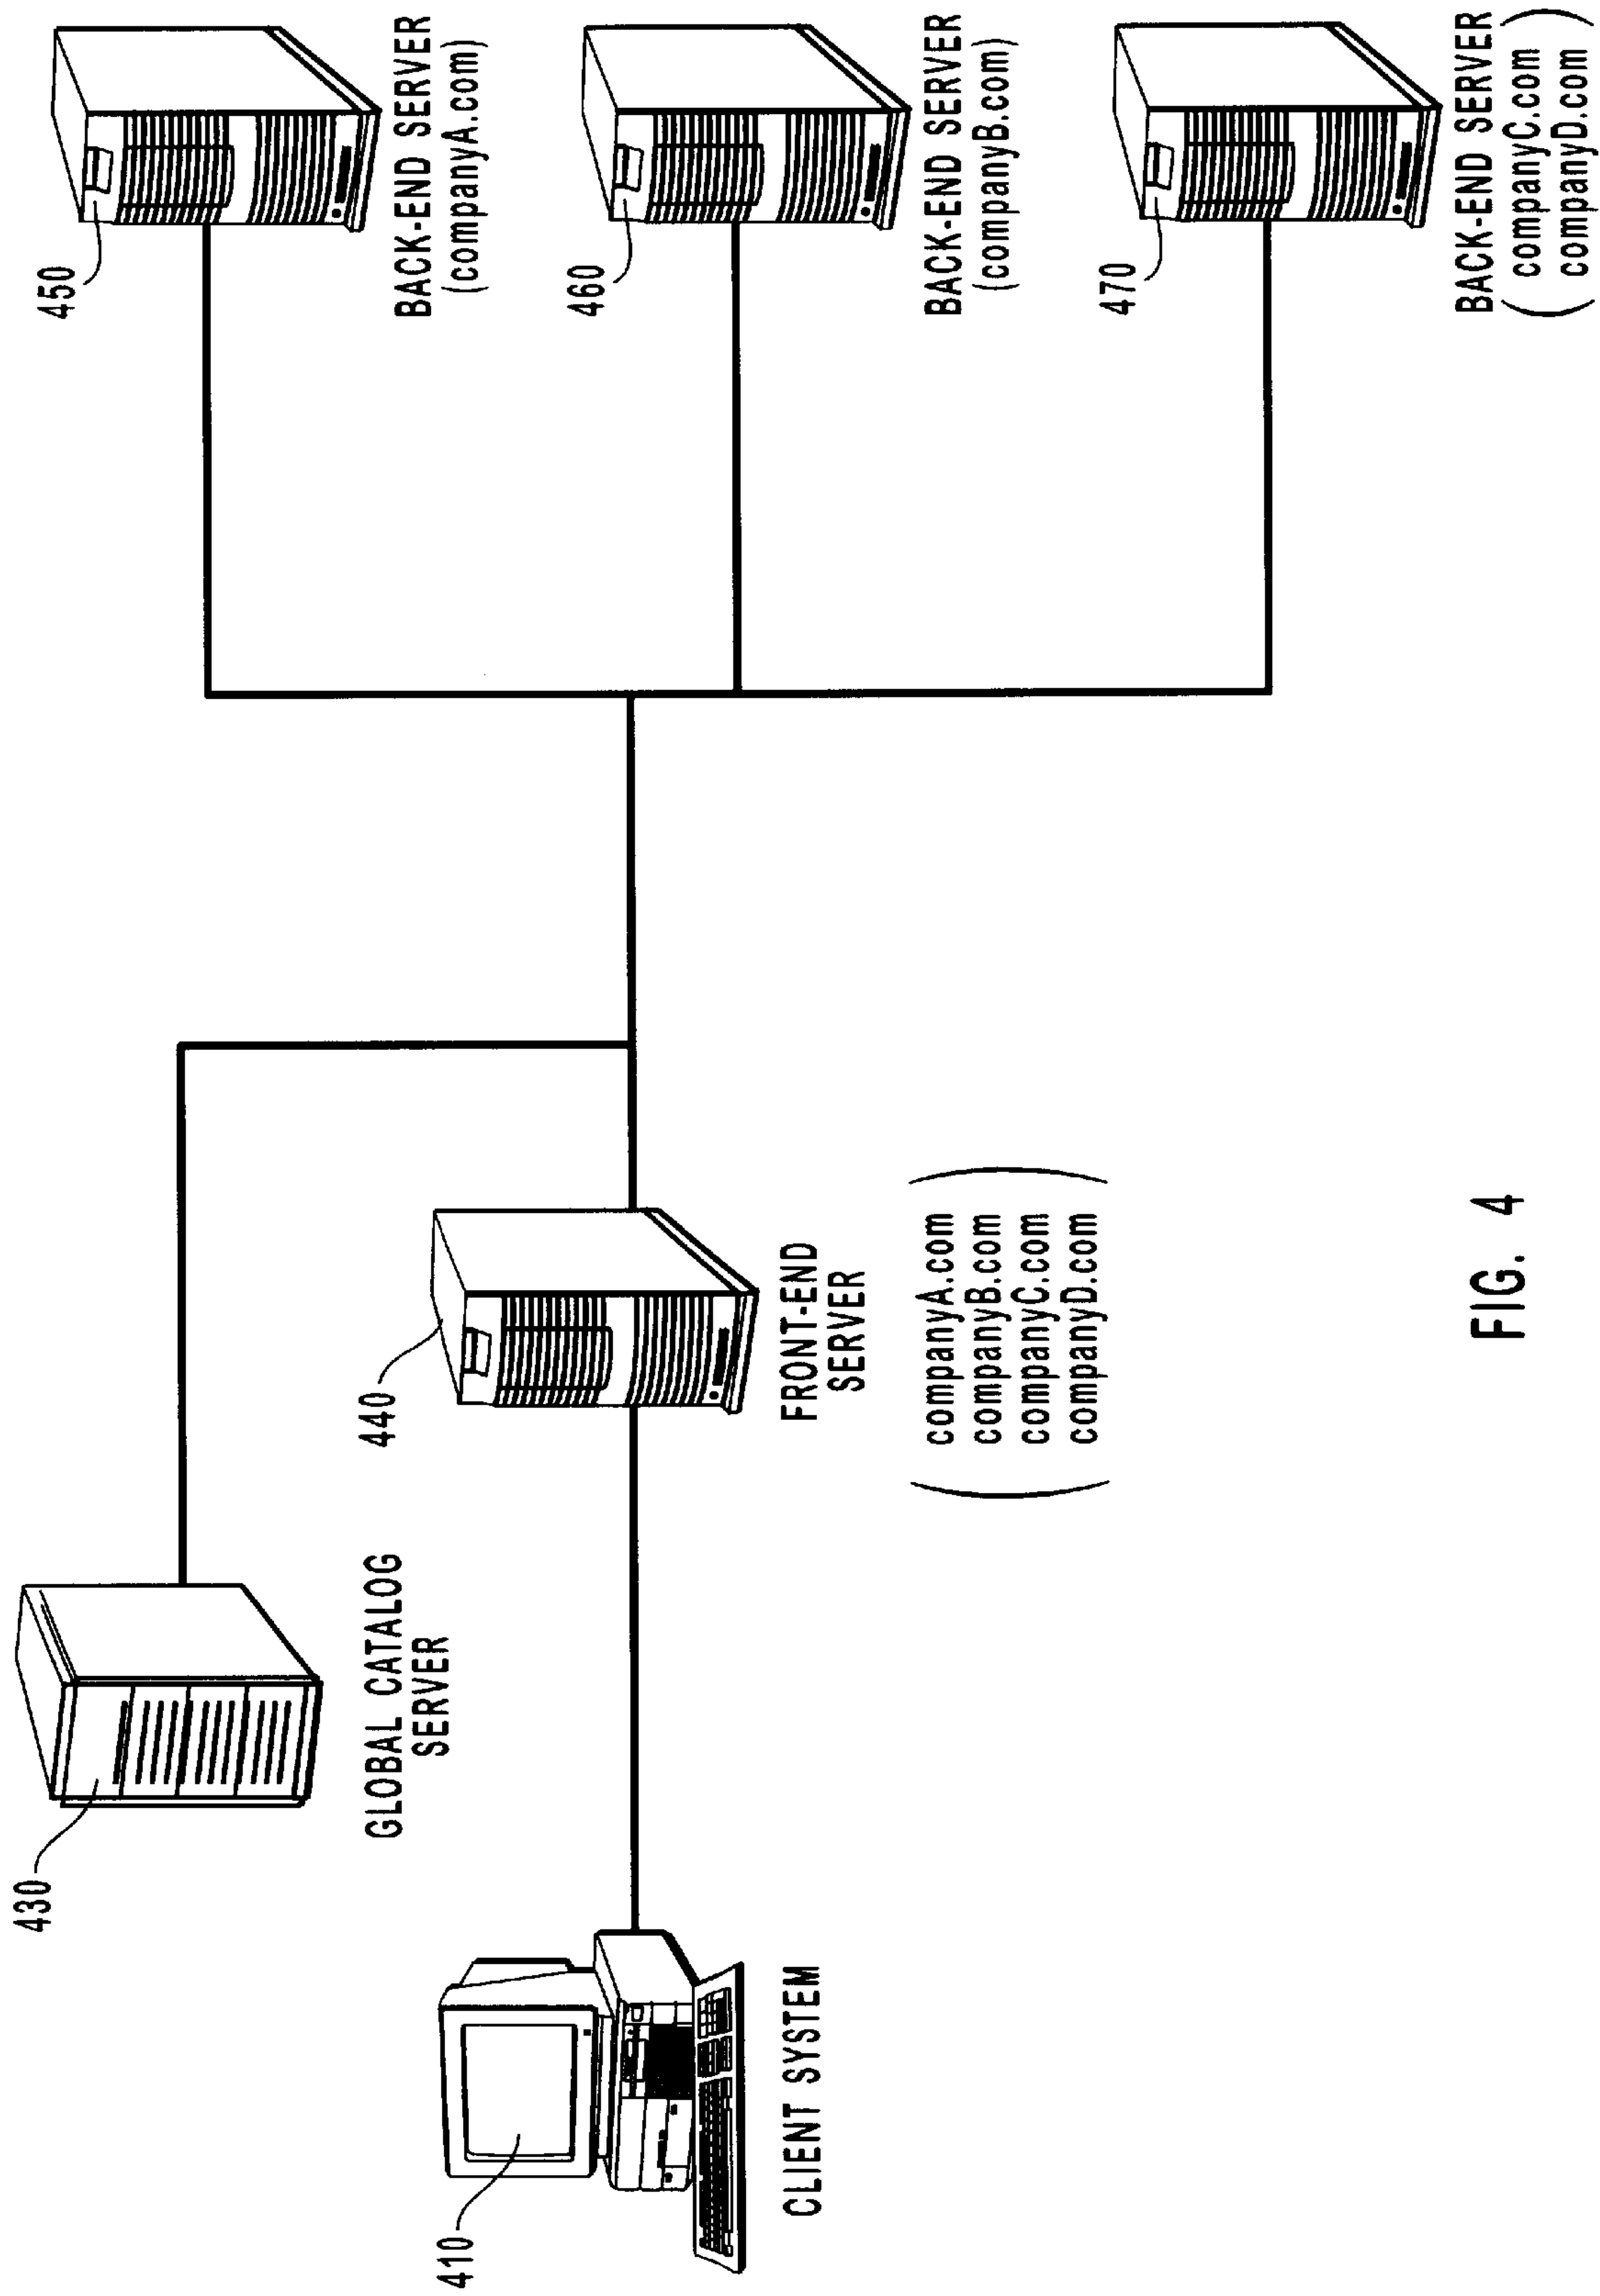 430
GLOBAL CATALOG
SERVER
410
CLIENT SYSTEM
440
FRONT-END
SERVER
companyA.com
companyB.com
companyC.com
companyD.com
450
BACK-END SERVER
(companyA.com)
460
BACK-END SERVER
(companyB.com)
470
BACK-END SERVER
(companyC.com
companyD.com)
FIG. 4